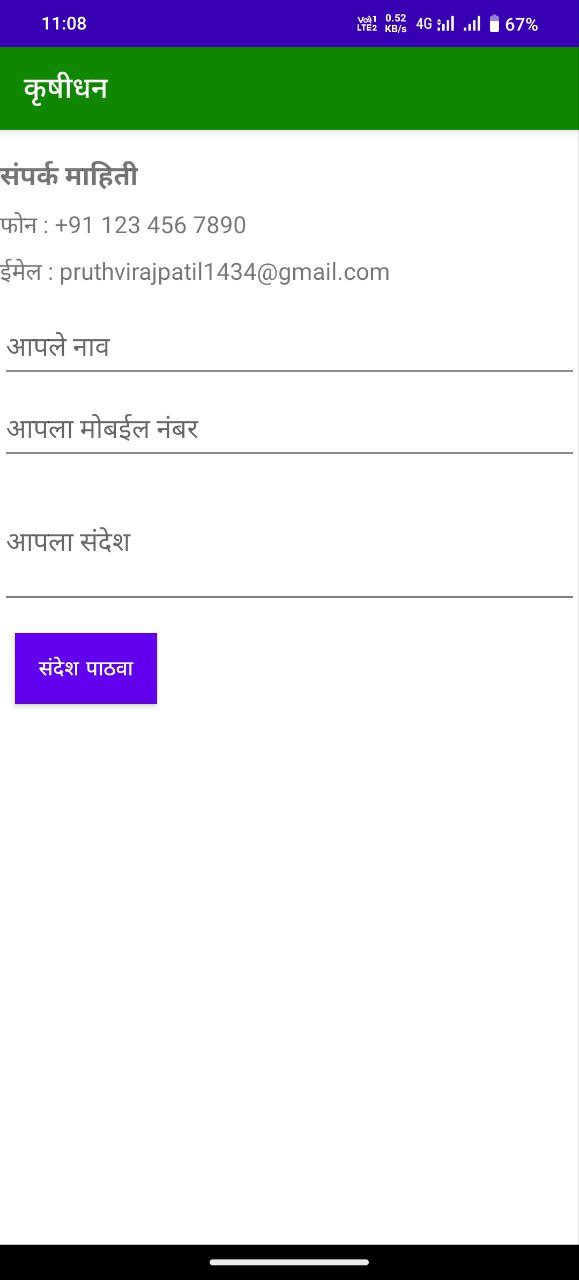 11:08 Vo)) 1 LTE2 0.52 KB/s 4G 67%
कृषीधन
संपर्क माहिती
फोन : +91 123 456 7890
ईमेल : pruthvirajpatil1434@gmail.com
आपले नाव
आपला मोबईल नंबर
आपला संदेश
संदेश पाठवा